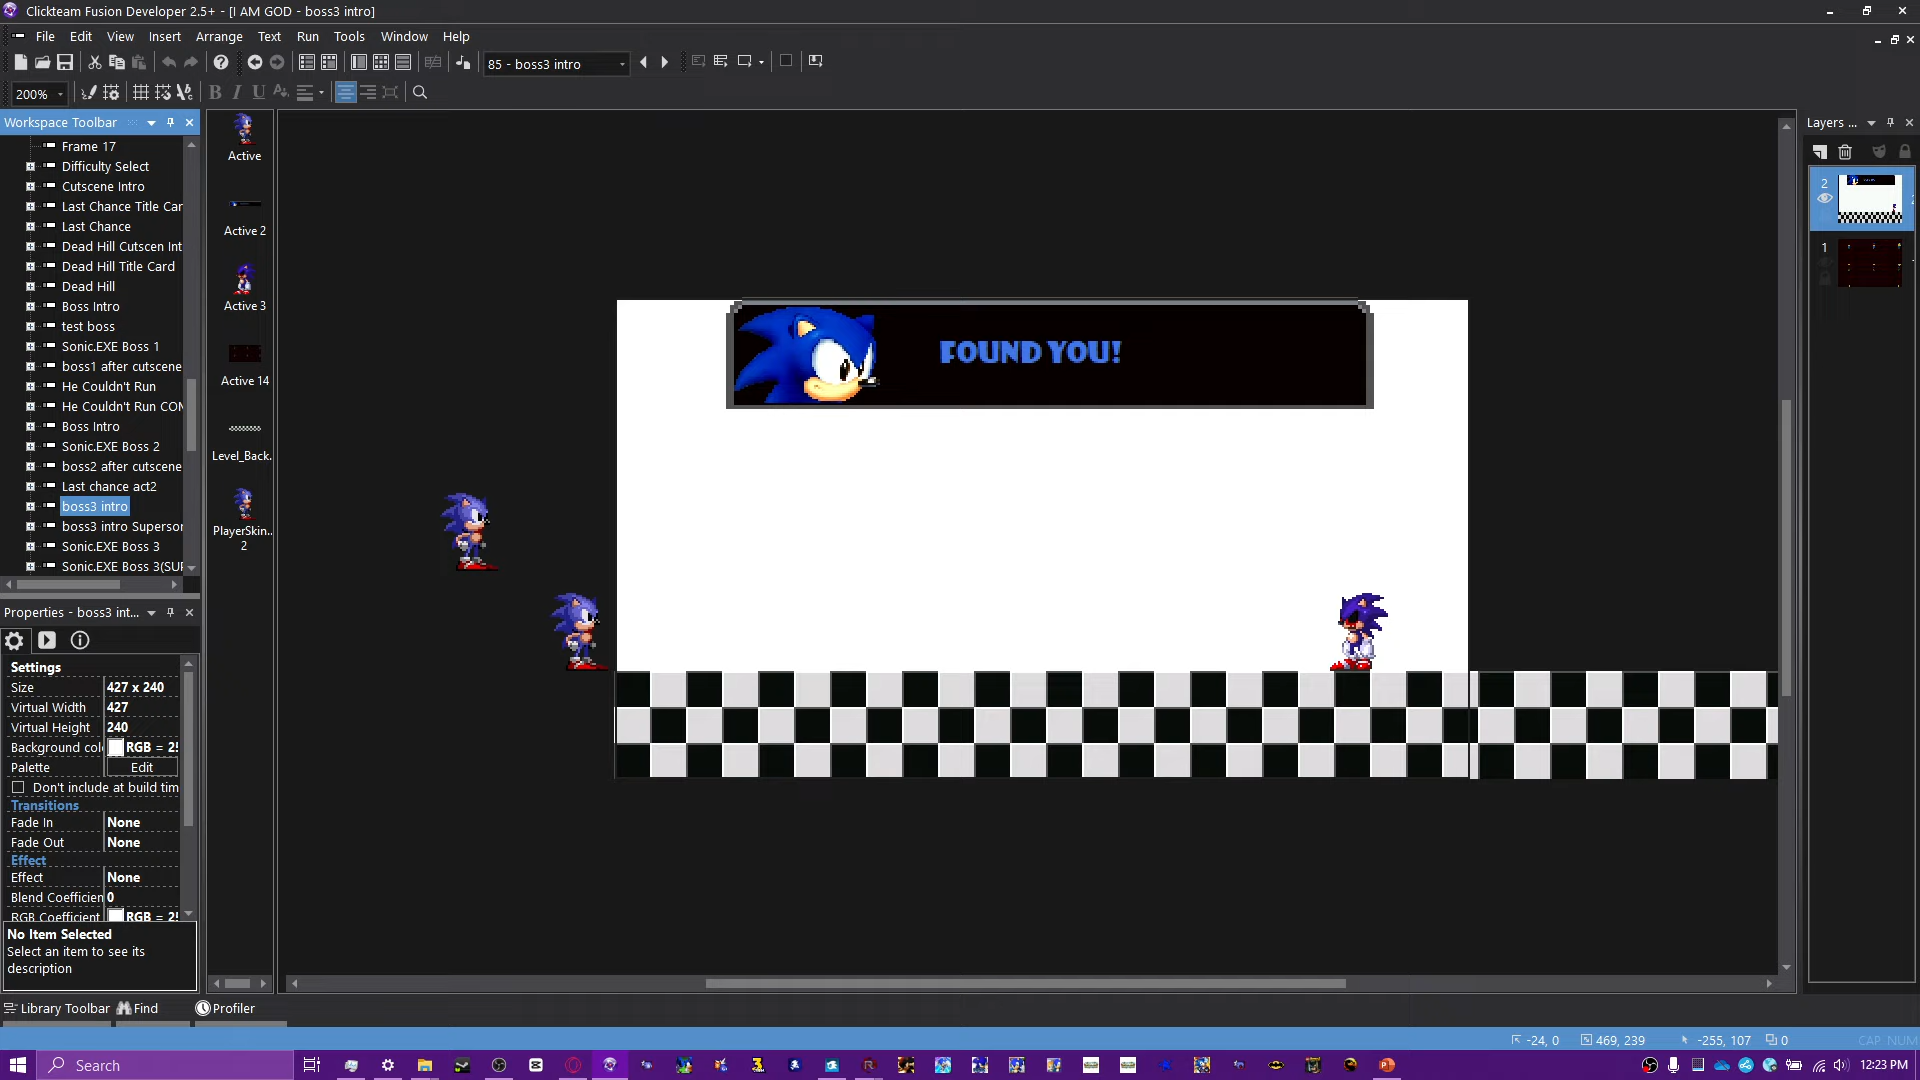 Clickteam Fusion Developer 2.5+ - [I AM GOD - boss3 intro]
File Edit View Insert Arrange Text Run Tools Window Help
85 - boss3 intro
200%
Workspace Toolbar
Frame 17
Difficulty Select
Cutscene Intro
Last Chance Title Car
Last Chance
Dead Hill Cutscen Int
Dead Hill Title Card
Dead Hill
Boss Intro
test boss
Sonic.EXE Boss 1
boss1 after cutscene
He Couldn't Run
He Couldn't Run CON
Boss Intro
Sonic.EXE Boss 2
boss2 after cutscene
Last chance act2
boss3 intro
boss3 intro Superson
Sonic.EXE Boss 3
Sonic.EXE Boss 3(SUP
Active
Active 2
Active 3
Active 14
Level_Back.
PlayerSkin..
2
FOUND YOU!
Layers ...
2
1
Properties - boss3 int...
Settings
Size 427 x 240
Virtual Width 427
Virtual Height 240
Background col RGB = 2
Palette Edit
Don't include at build tim
Transitions
Fade In None
Fade Out None
Effect
Effect None
Blend Coefficien 0
RGB Coefficient RGB = 2
No Item Selected
Select an item to see its
description
Library Toolbar Find Profiler
-24, 0 469, 239 -255, 107 0 CAP NUM
Search
12:23 PM